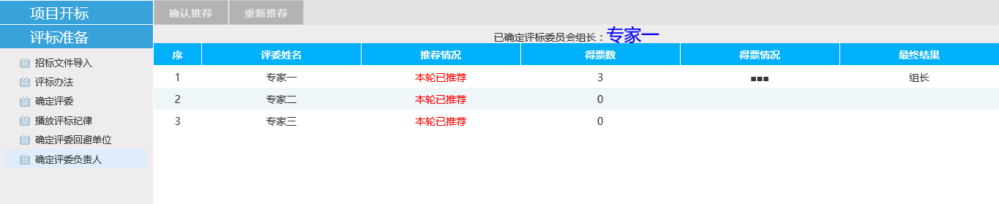 项目开标
评标准备
招标文件导入
评标办法
确定评委
播放评标纪律
确定评委回避单位
确定评委负责人
确认推荐 重新推荐
已确定评标委员会组长：专家一
序 评委姓名 推荐情况 得票数 得票情况 最终结果
1 专家一 本轮已推荐 3 ■■■ 组长
2 专家二 本轮已推荐 0
3 专家三 本轮已推荐 0